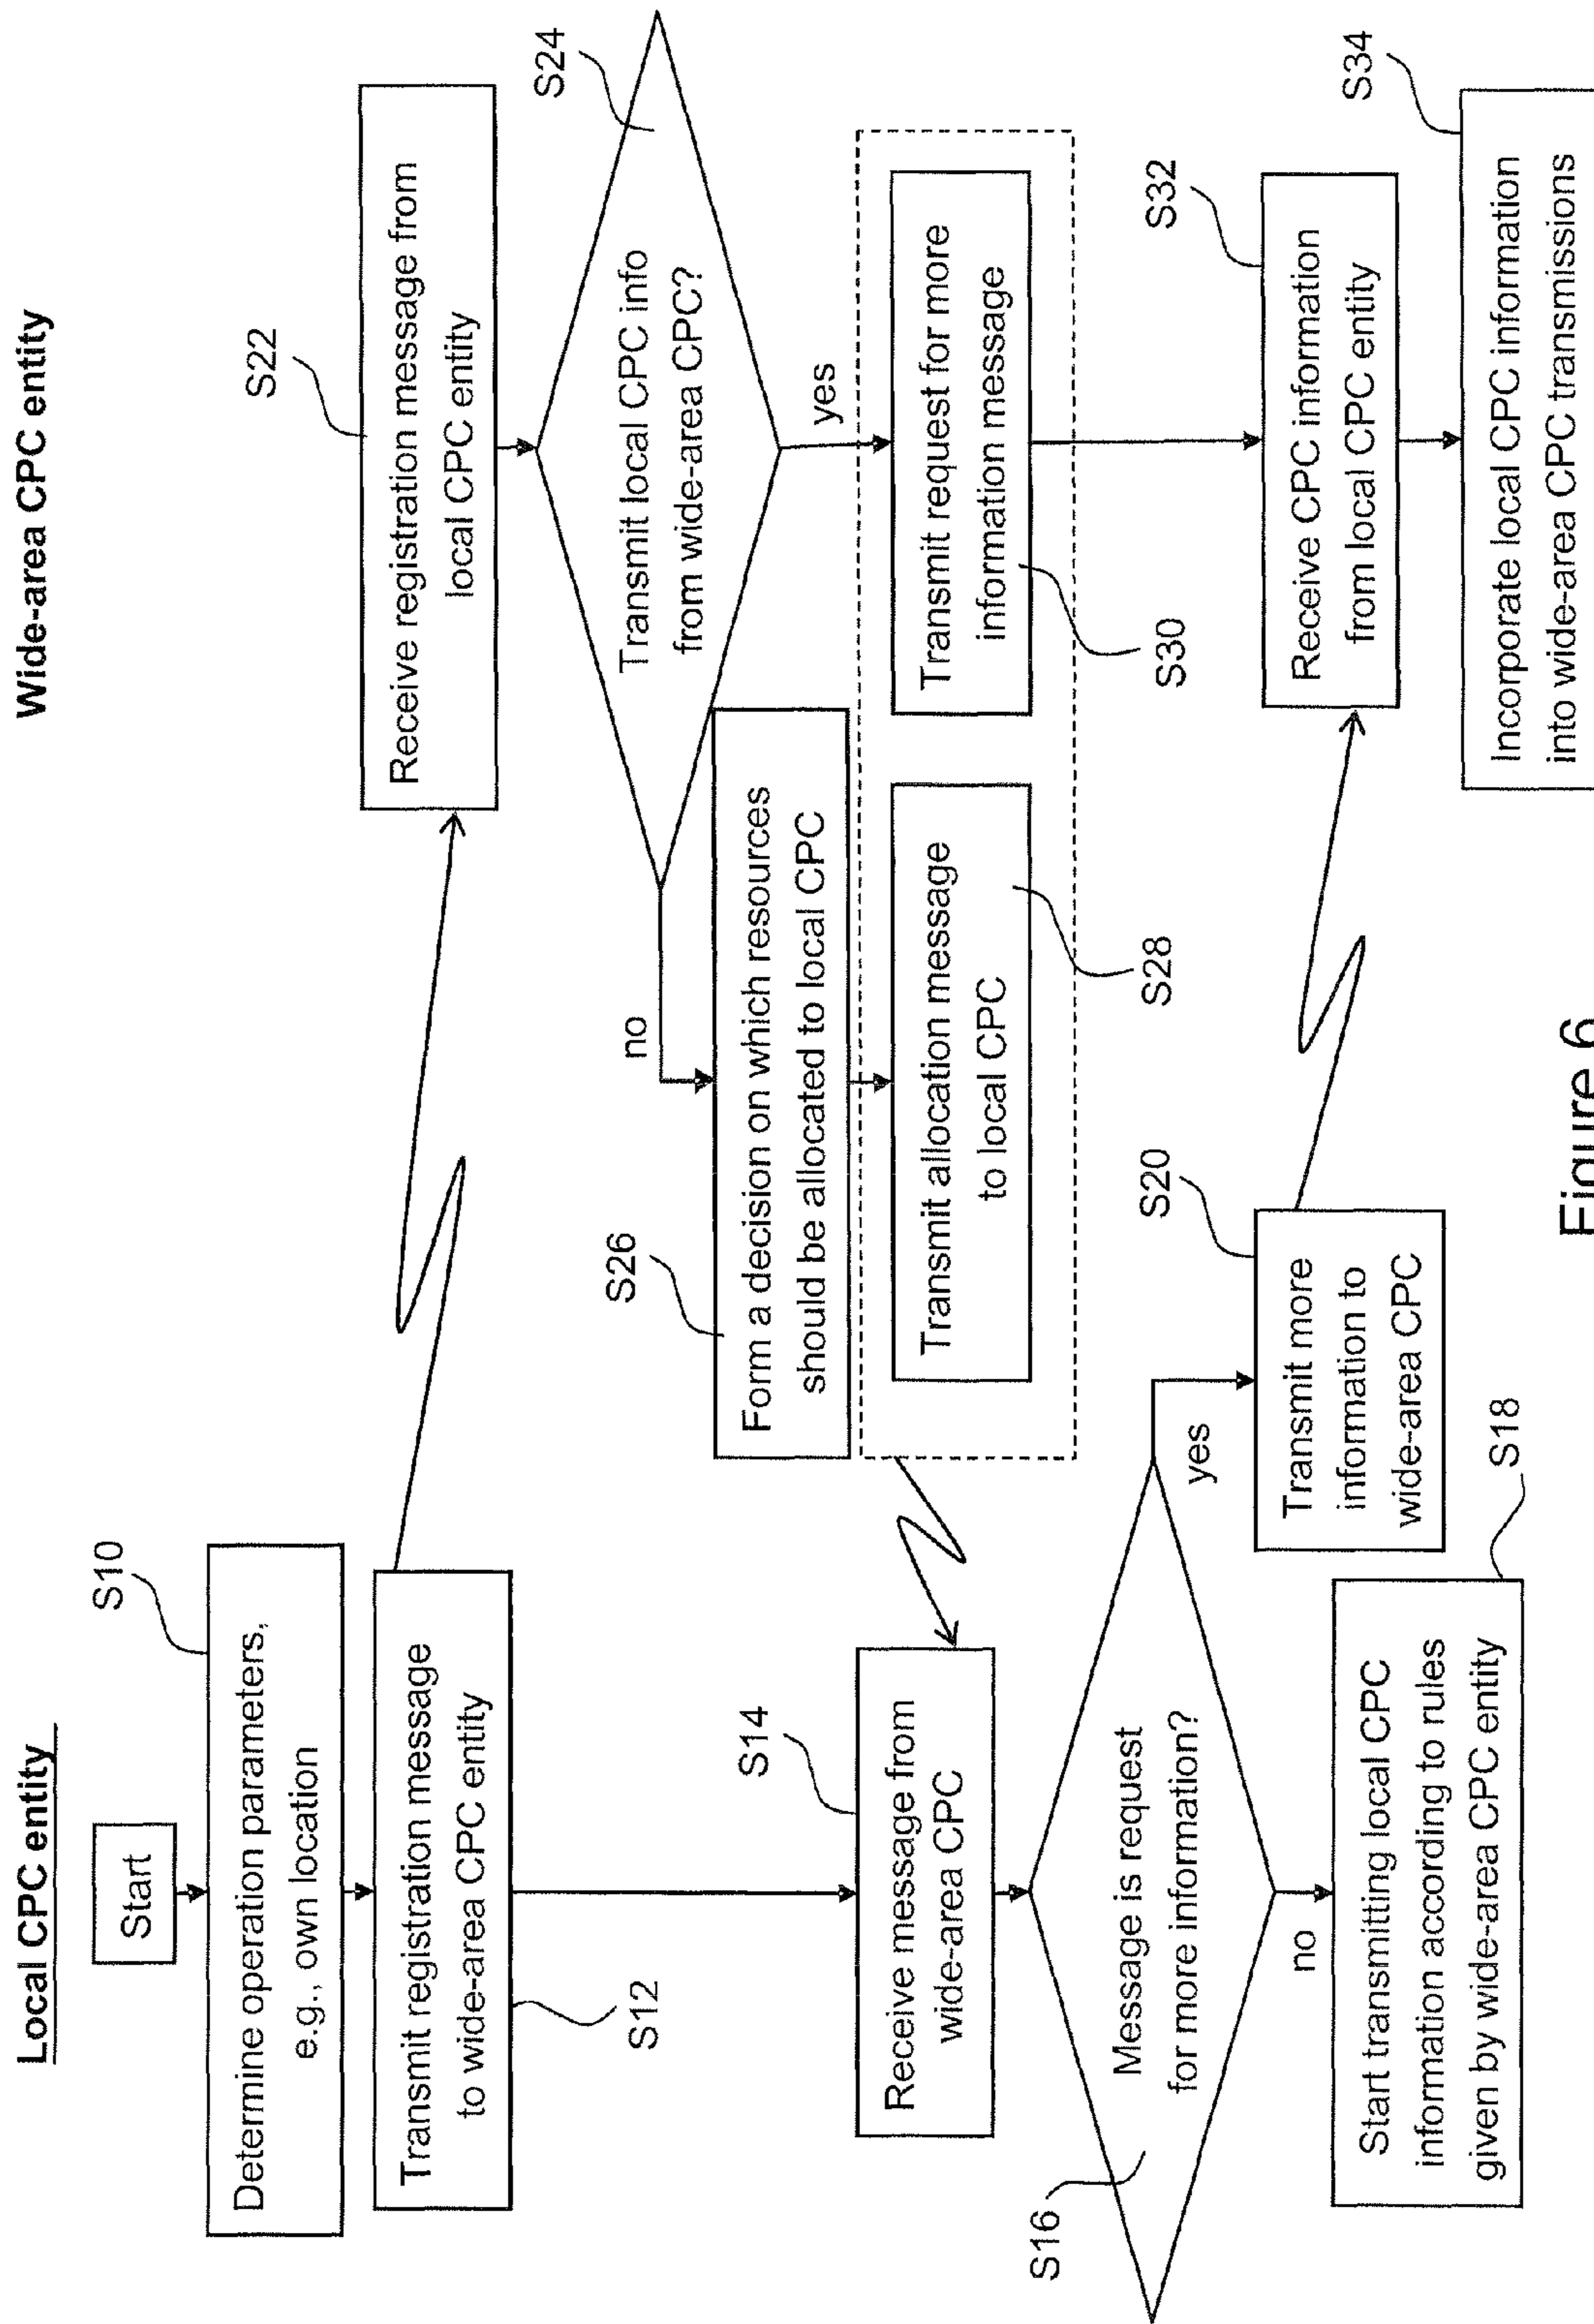 Local CPC entity
Start
S10
Determine operation parameters,
e.g., own location
Transmit registration message
to wide-area CPC entity
S12
S14
Receive message from
wide-area CPC
S16
Message is request
for more information?
yes
no
S20
Transmit more
information to
wide-area CPC
Start transmitting local CPC
information according to rules
given by wide-area CPC entity
S18
Wide-area CPC entity
S22
Receive registration message from
local CPC entity
S24
Transmit local CPC info
from wide-area CPC?
no
yes
S26
Form a decision on which resources
should be allocated to local CPC
Transmit allocation message
to local CPC
S28
Transmit request for more
information message
S30
S32
Receive CPC information
from local CPC entity
S34
Incorporate local CPC information
into wide-area CPC transmissions
Figure 6